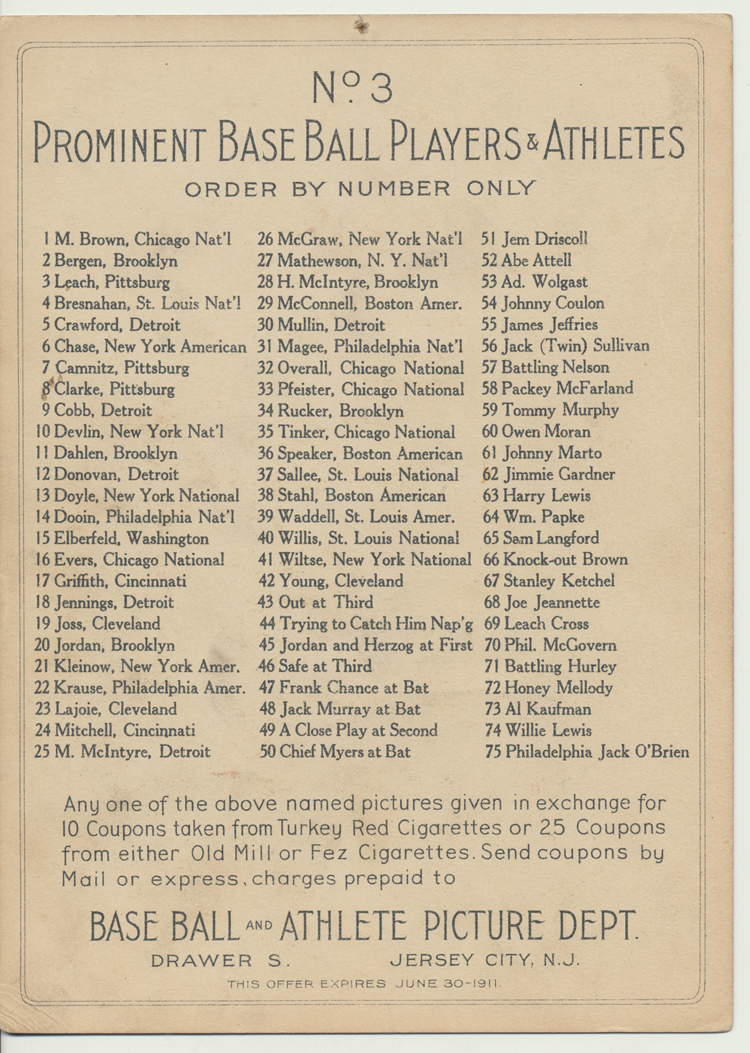 No. 3
PROMINENT BASE BALL PLAYERS & ATHLETES
ORDER BY NUMBER ONLY
1 M. Brown, Chicago Nat'l
2 Bergen, Brooklyn
3 Leach, Pittsburg
4 Bresnahan, St. Louis Nat'l
5 Crawford, Detroit
6 Chase, New York American
7 Camnitz, Pittsburg
8 Clarke, Pittsburg
9 Cobb, Detroit
10 Devlin, New York Nat'l
11 Dahlen, Brooklyn
12 Donovan, Detroit
13 Doyle, New York National
14 Dooin, Philadelphia Nat'l
15 Elberfeld, Washington
16 Evers, Chicago National
17 Griffith, Cincinnati
18 Jennings, Detroit
19 Joss, Cleveland
20 Jordan, Brooklyn
21 Kleinow, New York Amer.
22 Krause, Philadelphia Amer.
23 Lajoie, Cleveland
24 Mitchell, Cincinnati
25 M. McIntyre, Detroit
26 McGraw, New York Nat'l
27 Mathewson, N. Y. Nat'l
28 H. McIntyre, Brooklyn
29 McConnell, Boston Amer.
30 Mullin, Detroit
31 Magee, Philadelphia Nat'l
32 Overall, Chicago National
33 Pfeister, Chicago National
34 Rucker, Brooklyn
35 Tinker, Chicago National
36 Speaker, Boston American
37 Sallee, St. Louis National
38 Stahl, Boston American
39 Waddell, St. Louis Amer.
40 Willis, St. Louis National
41 Wiltse, New York National
42 Young, Cleveland
43 Out at Third
44 Trying to Catch Him Nap'g
45 Jordan and Herzog at First
46 Safe at Third
47 Frank Chance at Bat
48 Jack Murray at Bat
49 A Close Play at Second
50 Chief Myers at Bat
51 Jem Driscoll
52 Abe Attell
53 Ad. Wolgast
54 Johnny Coulon
55 James Jeffries
56 Jack (Twin) Sullivan
57 Battling Nelson
58 Packey McFarland
59 Tommy Murphy
60 Owen Moran
61 Johnny Marto
62 Jimmie Gardner
63 Harry Lewis
64 Wm. Papke
65 Sam Langford
66 Knock-out Brown
67 Stanley Ketchel
68 Joe Jeannette
69 Leach Cross
70 Phil. McGovern
71 Battling Hurley
72 Honey Mellody
73 Al Kaufman
74 Willie Lewis
75 Philadelphia Jack O'Brien
Any one of the above named pictures given in exchange for
10 Coupons taken from Turkey Red Cigarettes or 25 Coupons
from either Old Mill or Fez Cigarettes. Send coupons by
Mail or express, charges prepaid to
BASE BALL AND ATHLETE PICTURE DEPT.
DRAWER S. JERSEY CITY, N.J.
THIS OFFER EXPIRES JUNE 30-1911.